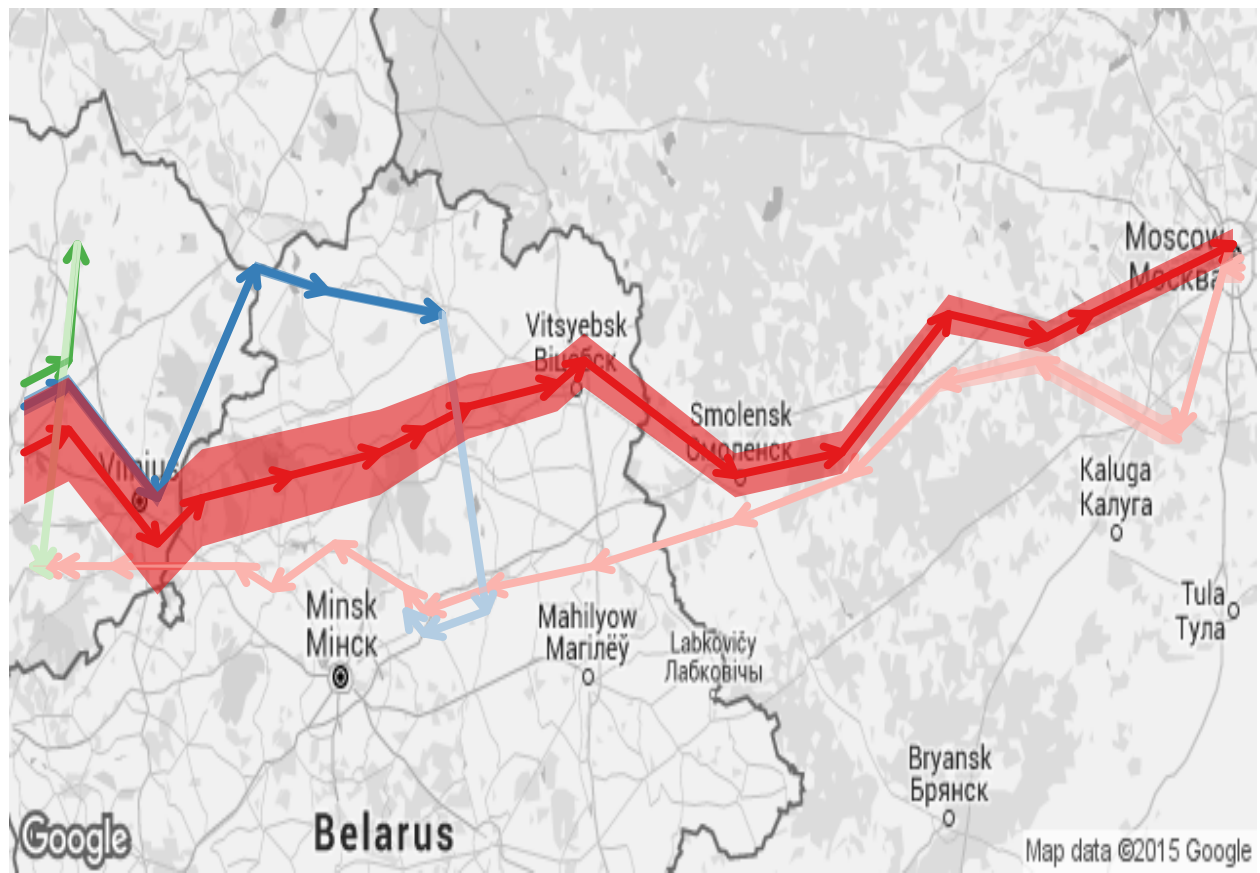 Moscow
Москва
Vitsyebsk
Віцебск
Smolensk
Смоленск
Vilnius
Kaluga
Калуга
Minsk
Мінск
Mahilyow
Магілёў
Labkovičy
Лабковічы
Tula
Тула
Bryansk
Брянск
Belarus
Google
Map data ©2015 Google